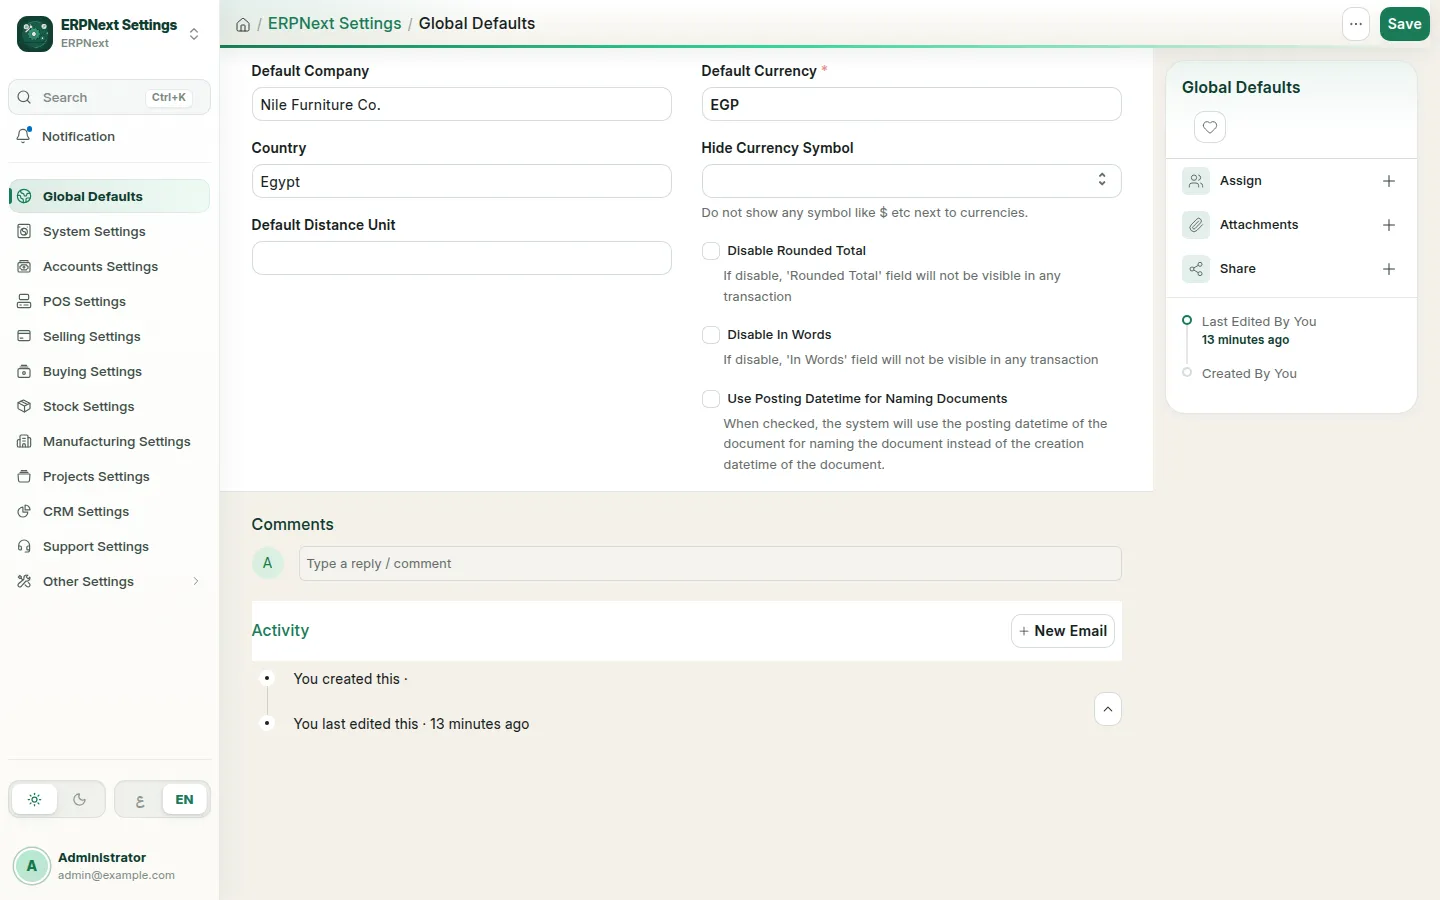 ERPNext Settings
ERPNext
Search
Ctrl+K
Notification
Global Defaults
System Settings
Accounts Settings
POS Settings
Selling Settings
Buying Settings
Stock Settings
Manufacturing Settings
Projects Settings
CRM Settings
Support Settings
Other Settings
ع
EN
A
Administrator
admin@example.com
/ ERPNext Settings / Global Defaults
Save
Default Company
Nile Furniture Co.
Country
Egypt
Default Distance Unit
Default Currency *
EGP
Hide Currency Symbol
Do not show any symbol like $ etc next to currencies.
Disable Rounded Total
If disable, 'Rounded Total' field will not be visible in any
transaction
Disable In Words
If disable, 'In Words' field will not be visible in any transaction
Use Posting Datetime for Naming Documents
When checked, the system will use the posting datetime of the
document for naming the document instead of the creation
datetime of the document.
Comments
A
Type a reply / comment
Activity
New Email
You created this ·
You last edited this · 13 minutes ago
Global Defaults
Assign
Attachments
Share
Last Edited By You
13 minutes ago
Created By You